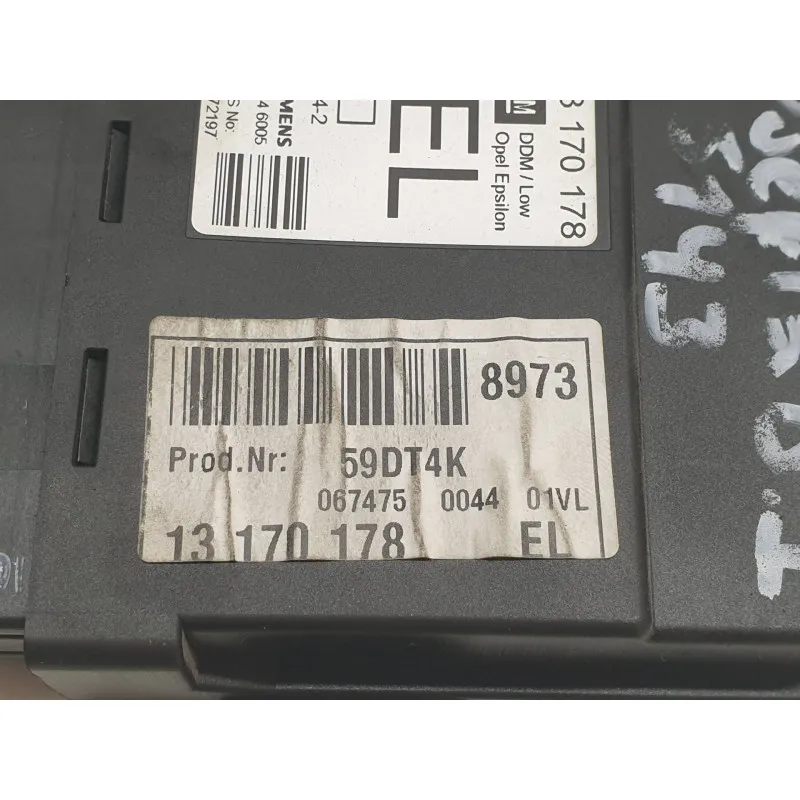 3 170 178
GM
DDM / Low
Opel Epsilon
EL
4-2
MENS
4 6005
S No:
72197
8973
Prod.Nr: 59DT4K
067475 0044 01VL
13 170 178 EL